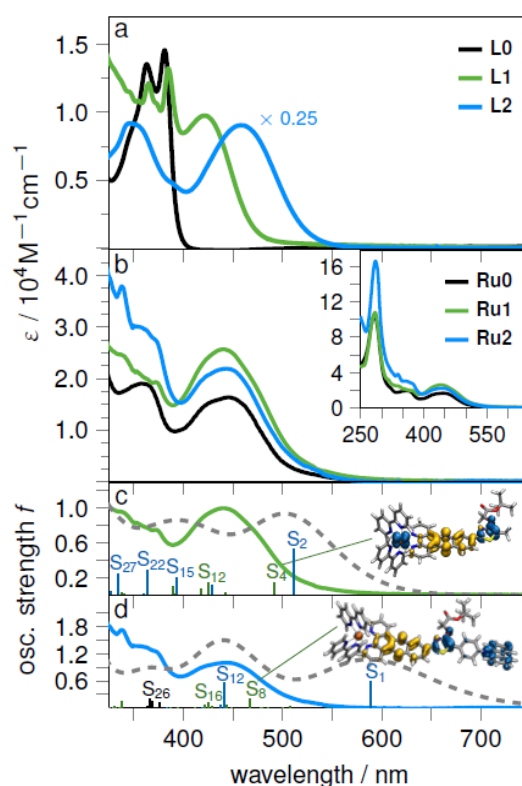 a
1.5
1.0
0.5
L0
L1
L2
× 0.25
ε / 10⁴M⁻¹cm⁻¹
b
4.0
3.0
2.0
1.0
16
12
8
4
0
250 350 450 550
Ru0
Ru1
Ru2
osc. strength f
c
1.0
0.6
0.2
S₂₇
S₂₂
S₁₅
S₁₂
S₄
S₂
d
1.8
1.2
0.6
S₂₆
S₁₆
S₁₂
S₈
S₁
400 500 600 700
wavelength / nm